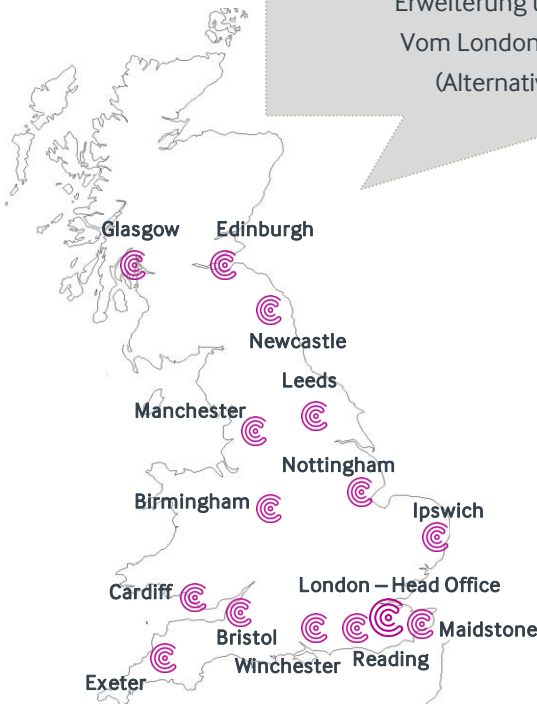 Erweiterung
Vom London
(Alternativ
Glasgow
Edinburgh
Newcastle
Leeds
Manchester
Nottingham
Birmingham
Ipswich
Cardiff
London – Head Office
Bristol
Maidstone
Winchester
Reading
Exeter